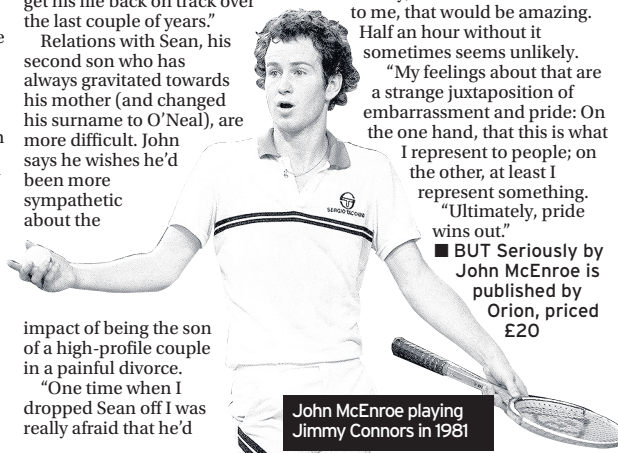 get his life back on track over
the last couple of years.”
Relations with Sean, his
second son who has
always gravitated towards
his mother (and changed
his surname to O’Neal), are
more difficult. John
says he wishes he’d
been more
sympathetic
about the
impact of being the son
of a high-profile couple
in a painful divorce.
“One time when I
dropped Sean off I was
really afraid that he’d
to me, that would be amazing.
Half an hour without it
sometimes seems unlikely.
“My feelings about that are
a strange juxtaposition of
embarrassment and pride: On
the one hand, that this is what
I represent to people; on
the other, at least I
represent something.
“Ultimately, pride
wins out.”
■ BUT Seriously by
John McEnroe is
published by
Orion, priced
£20
SERGIO TACCHINI
John McEnroe playing
Jimmy Connors in 1981